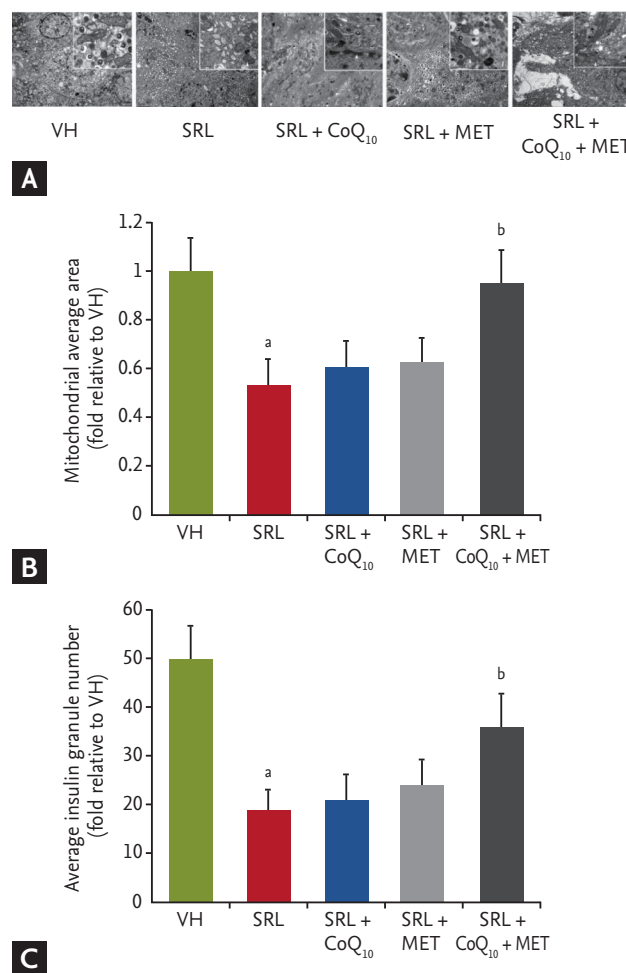 VH
SRL
SRL + CoQ₁₀
SRL + MET
SRL +
CoQ₁₀ + MET
A
Mitochondrial average area
(fold relative to VH)
1.2
1
0.8
0.6
0.4
0.2
0
a
b
VH
SRL
SRL +
CoQ₁₀
SRL +
MET
SRL +
CoQ₁₀ + MET
B
Average insulin granule number
(fold relative to VH)
60
50
40
30
20
10
0
a
b
VH
SRL
SRL +
CoQ₁₀
SRL +
MET
SRL +
CoQ₁₀ + MET
C